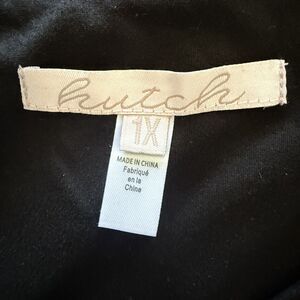 hutch
1X
MADE IN CHINA
Fabriqué
en la
Chine